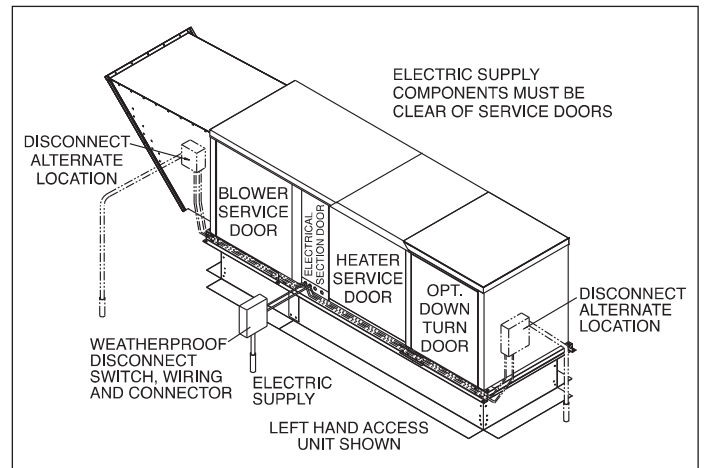 ELECTRIC SUPPLY
COMPONENTS MUST BE
CLEAR OF SERVICE DOORS
DISCONNECT
ALTERNATE
LOCATION
BLOWER
SERVICE
DOOR
ELECTRICAL
SECTION DOOR
HEATER
SERVICE
DOOR
OPT.
DOWN
TURN
DOOR
DISCONNECT
ALTERNATE
LOCATION
WEATHERPROOF
DISCONNECT
SWITCH, WIRING
AND CONNECTOR
ELECTRIC
SUPPLY
LEFT HAND ACCESS
UNIT SHOWN